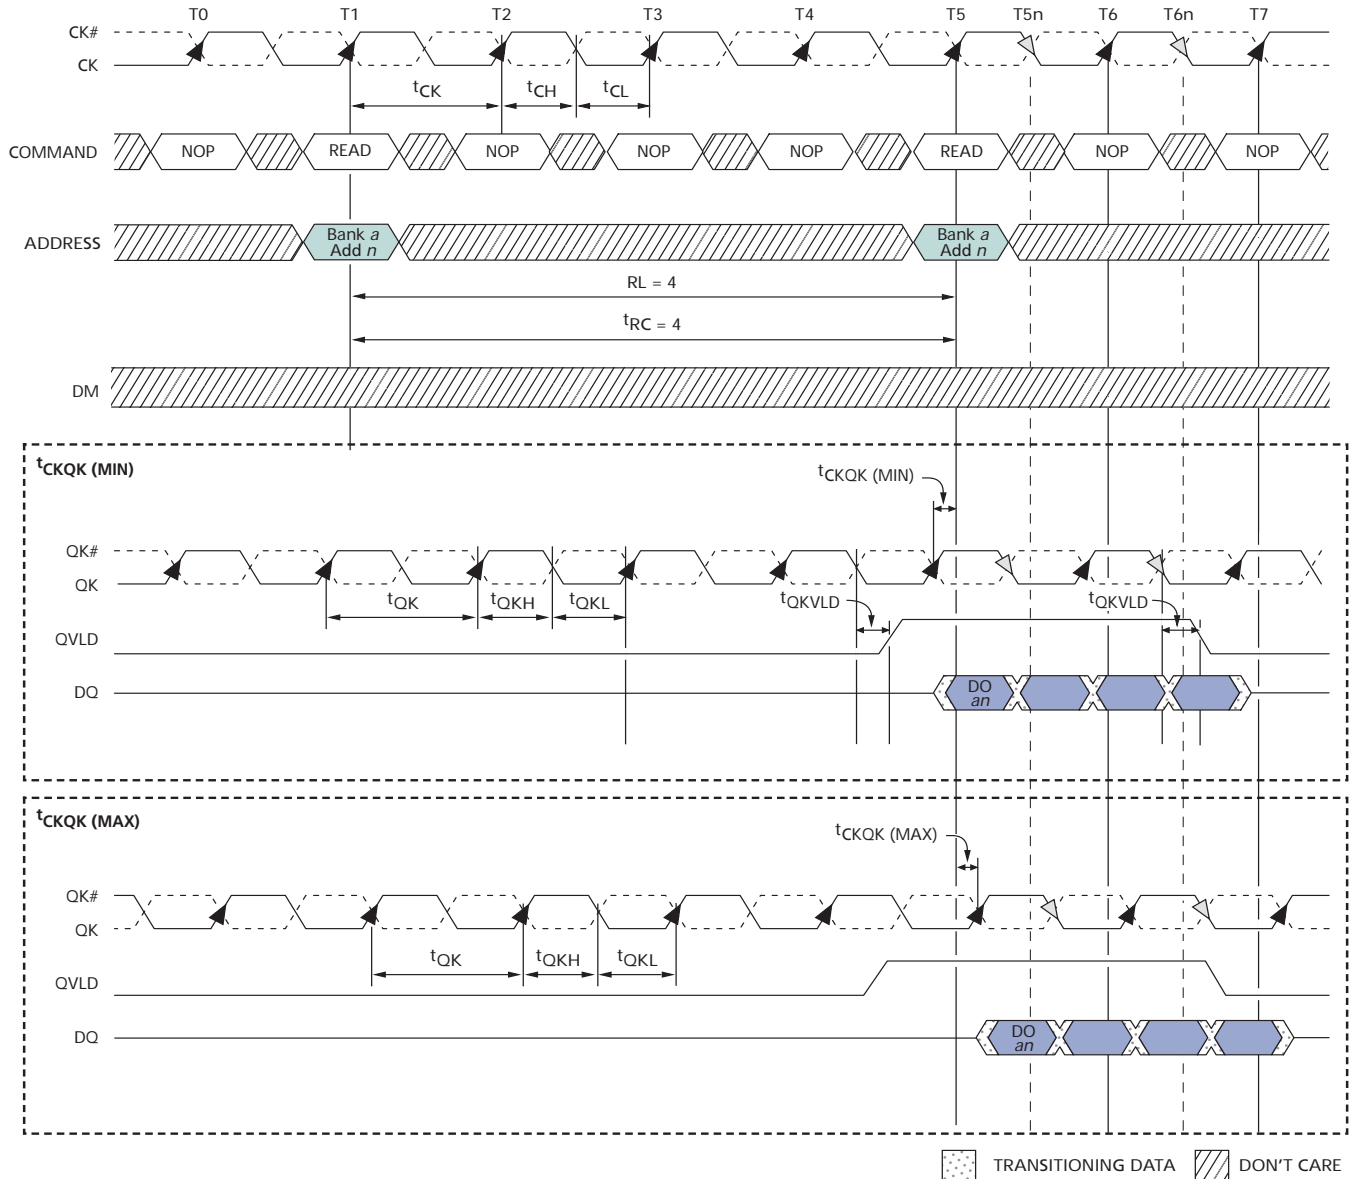 T0 T1 T2 T3 T4 T5 T5n T6 T6n T7
CK#
CK
tCK tCH tCL
COMMAND NOP READ NOP NOP NOP READ NOP NOP
ADDRESS Bank a Bank a
Add n Add n
RL = 4
tRC = 4
DM
tCKQK (MIN)
tCKQK (MIN)
QK#
QK
tQK tQKH tQKL tQKVLD tQKVLD
QVLD
DQ DO
an
tCKQK (MAX)
tCKQK (MAX)
QK#
QK
tQK tQKH tQKL
QVLD
DQ DO
an
TRANSITIONING DATA DON'T CARE